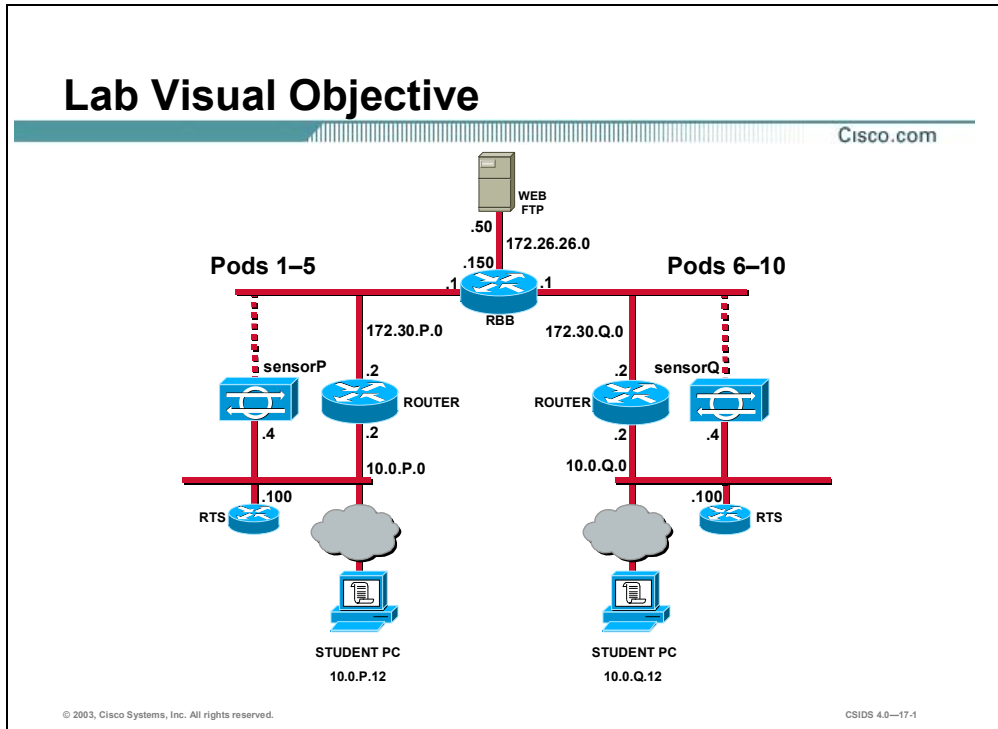 Lab Visual Objective
Cisco.com
WEB
FTP
.50
172.26.26.0
Pods 1–5
.150
Pods 6–10
.1
.1
RBB
172.30.P.0
172.30.Q.0
sensorP
.2
.2
sensorQ
ROUTER
ROUTER
.4
.2
.2
.4
10.0.P.0
10.0.Q.0
.100
.100
RTS
RTS
STUDENT PC
STUDENT PC
10.0.P.12
10.0.Q.12
© 2003, Cisco Systems, Inc. All rights reserved.
CSIDS 4.0—17-1